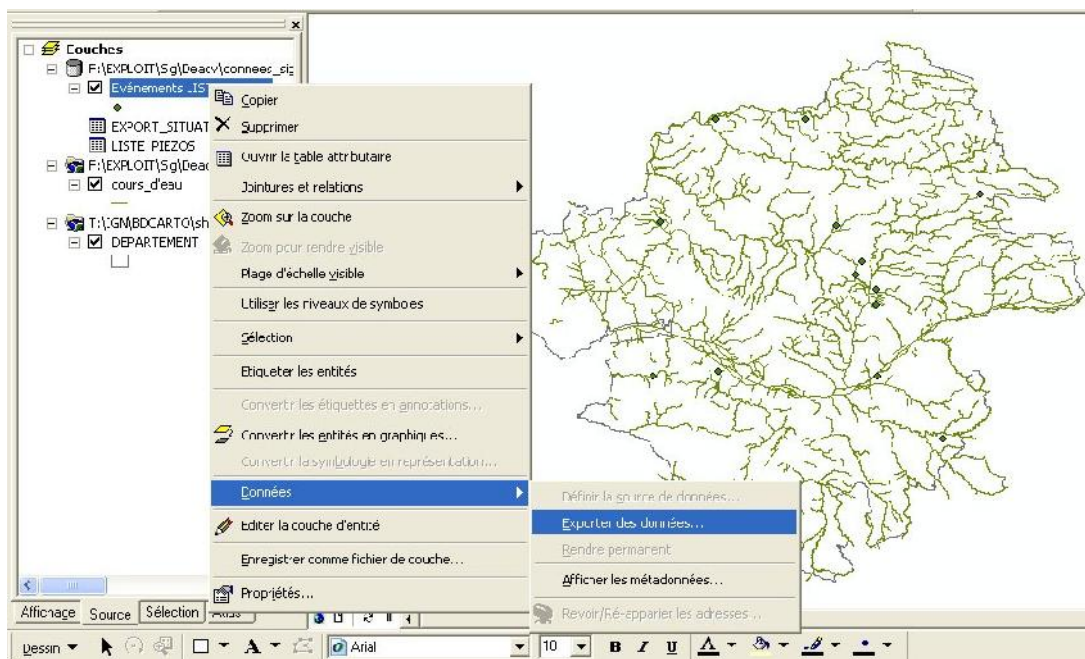 Couches
F:\EXPLOIT\Sg\Deacv\connees_sig
Evénements LIS
EXPORT_SITUAT
LISTE PIEZOS
F:\EXPLOIT\Sg\Deac
cours_d'eau
T:\IGN\BDCARTO\sh
DEPARTEMENT
Copier
Supprimer
Ouvrir la table attributaire
Jointures et relations
Zoom sur la couche
Zoom pour rendre visible
Plage d'échelle visible
Utiliser les niveaux de symboles
Sélection
Etiqueter les entités
Convertir les étiquettes en annotations...
Convertir les entités en graphiques...
Convertir la symbologie en représentation...
Données
Editer la couche d'entité
Enregistrer comme fichier de couche...
Propriétés...
Définir la source de données...
Exporter des données...
Rendre permanent
Afficher les métadonnées...
Revoir/Ré-apparier les adresses...
Affichage Source Sélection
Dessin Arial 10 B I U A